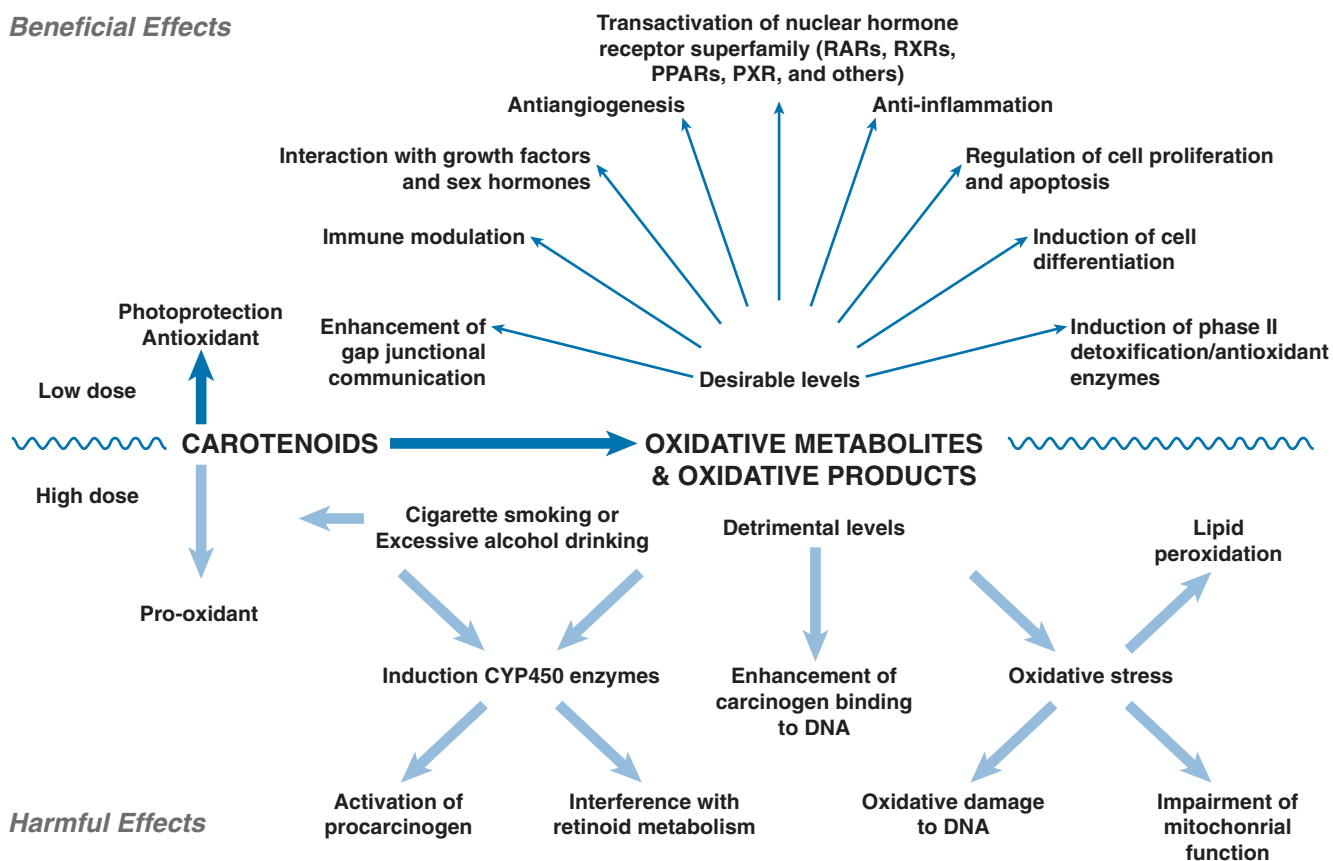 Beneficial Effects
Transactivation of nuclear hormone
receptor superfamily (RARs, RXRs,
PPARs, PXR, and others)
Antiangiogenesis
Anti-inflammation
Interaction with growth factors
and sex hormones
Regulation of cell proliferation
and apoptosis
Immune modulation
Induction of cell
differentiation
Photoprotection
Antioxidant
Enhancement of
gap junctional
communication
Induction of phase II
detoxification/antioxidant
enzymes
Desirable levels
Low dose
CAROTENOIDS
OXIDATIVE METABOLITES
& OXIDATIVE PRODUCTS
High dose
Cigarette smoking or
Excessive alcohol drinking
Detrimental levels
Lipid
peroxidation
Pro-oxidant
Induction CYP450 enzymes
Enhancement of
carcinogen binding
to DNA
Oxidative stress
Harmful Effects
Activation of
procarcinogen
Interference with
retinoid metabolism
Oxidative damage
to DNA
Impairment of
mitochonrial
function